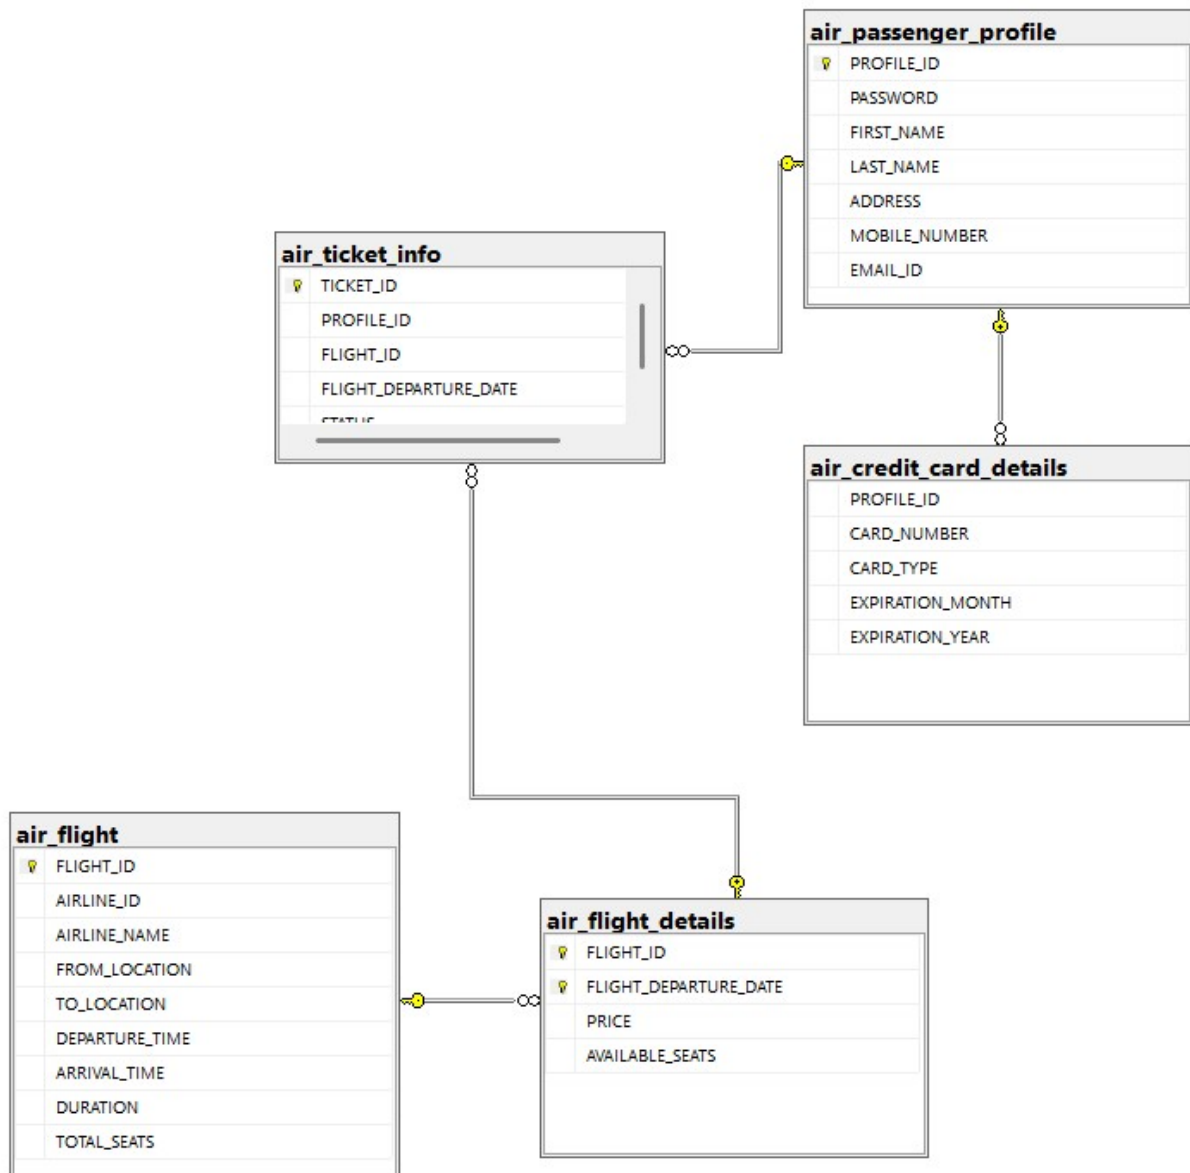 air_passenger_profile
PROFILE_ID
PASSWORD
FIRST_NAME
LAST_NAME
ADDRESS
MOBILE_NUMBER
EMAIL_ID
air_ticket_info
TICKET_ID
PROFILE_ID
FLIGHT_ID
FLIGHT_DEPARTURE_DATE
STATUS
air_credit_card_details
PROFILE_ID
CARD_NUMBER
CARD_TYPE
EXPIRATION_MONTH
EXPIRATION_YEAR
air_flight
FLIGHT_ID
AIRLINE_ID
AIRLINE_NAME
FROM_LOCATION
TO_LOCATION
DEPARTURE_TIME
ARRIVAL_TIME
DURATION
TOTAL_SEATS
air_flight_details
FLIGHT_ID
FLIGHT_DEPARTURE_DATE
PRICE
AVAILABLE_SEATS